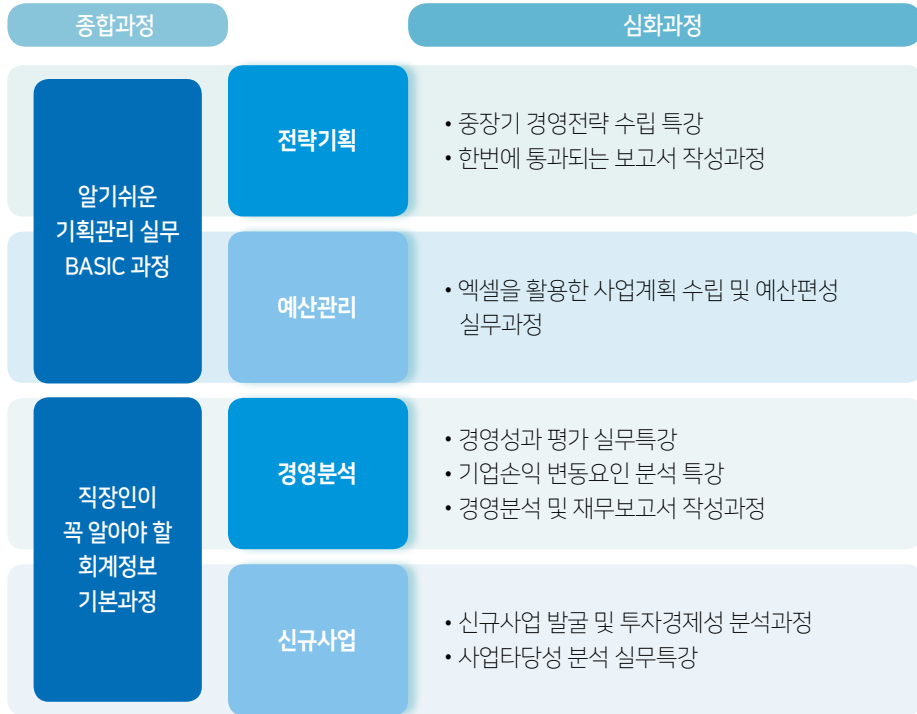 종합과정
심화과정
알기쉬운
기획관리 실무
BASIC 과정
전략기획
• 중장기 경영전략 수립 특강
• 한번에 통과되는 보고서 작성과정
예산관리
• 엑셀을 활용한 사업계획 수립 및 예산편성
실무과정
직장인이
꼭 알아야 할
회계정보
기본과정
경영분석
• 경영성과 평가 실무특강
• 기업손익 변동요인 분석 특강
• 경영분석 및 재무보고서 작성과정
신규사업
• 신규사업 발굴 및 투자경제성 분석과정
• 사업타당성 분석 실무특강